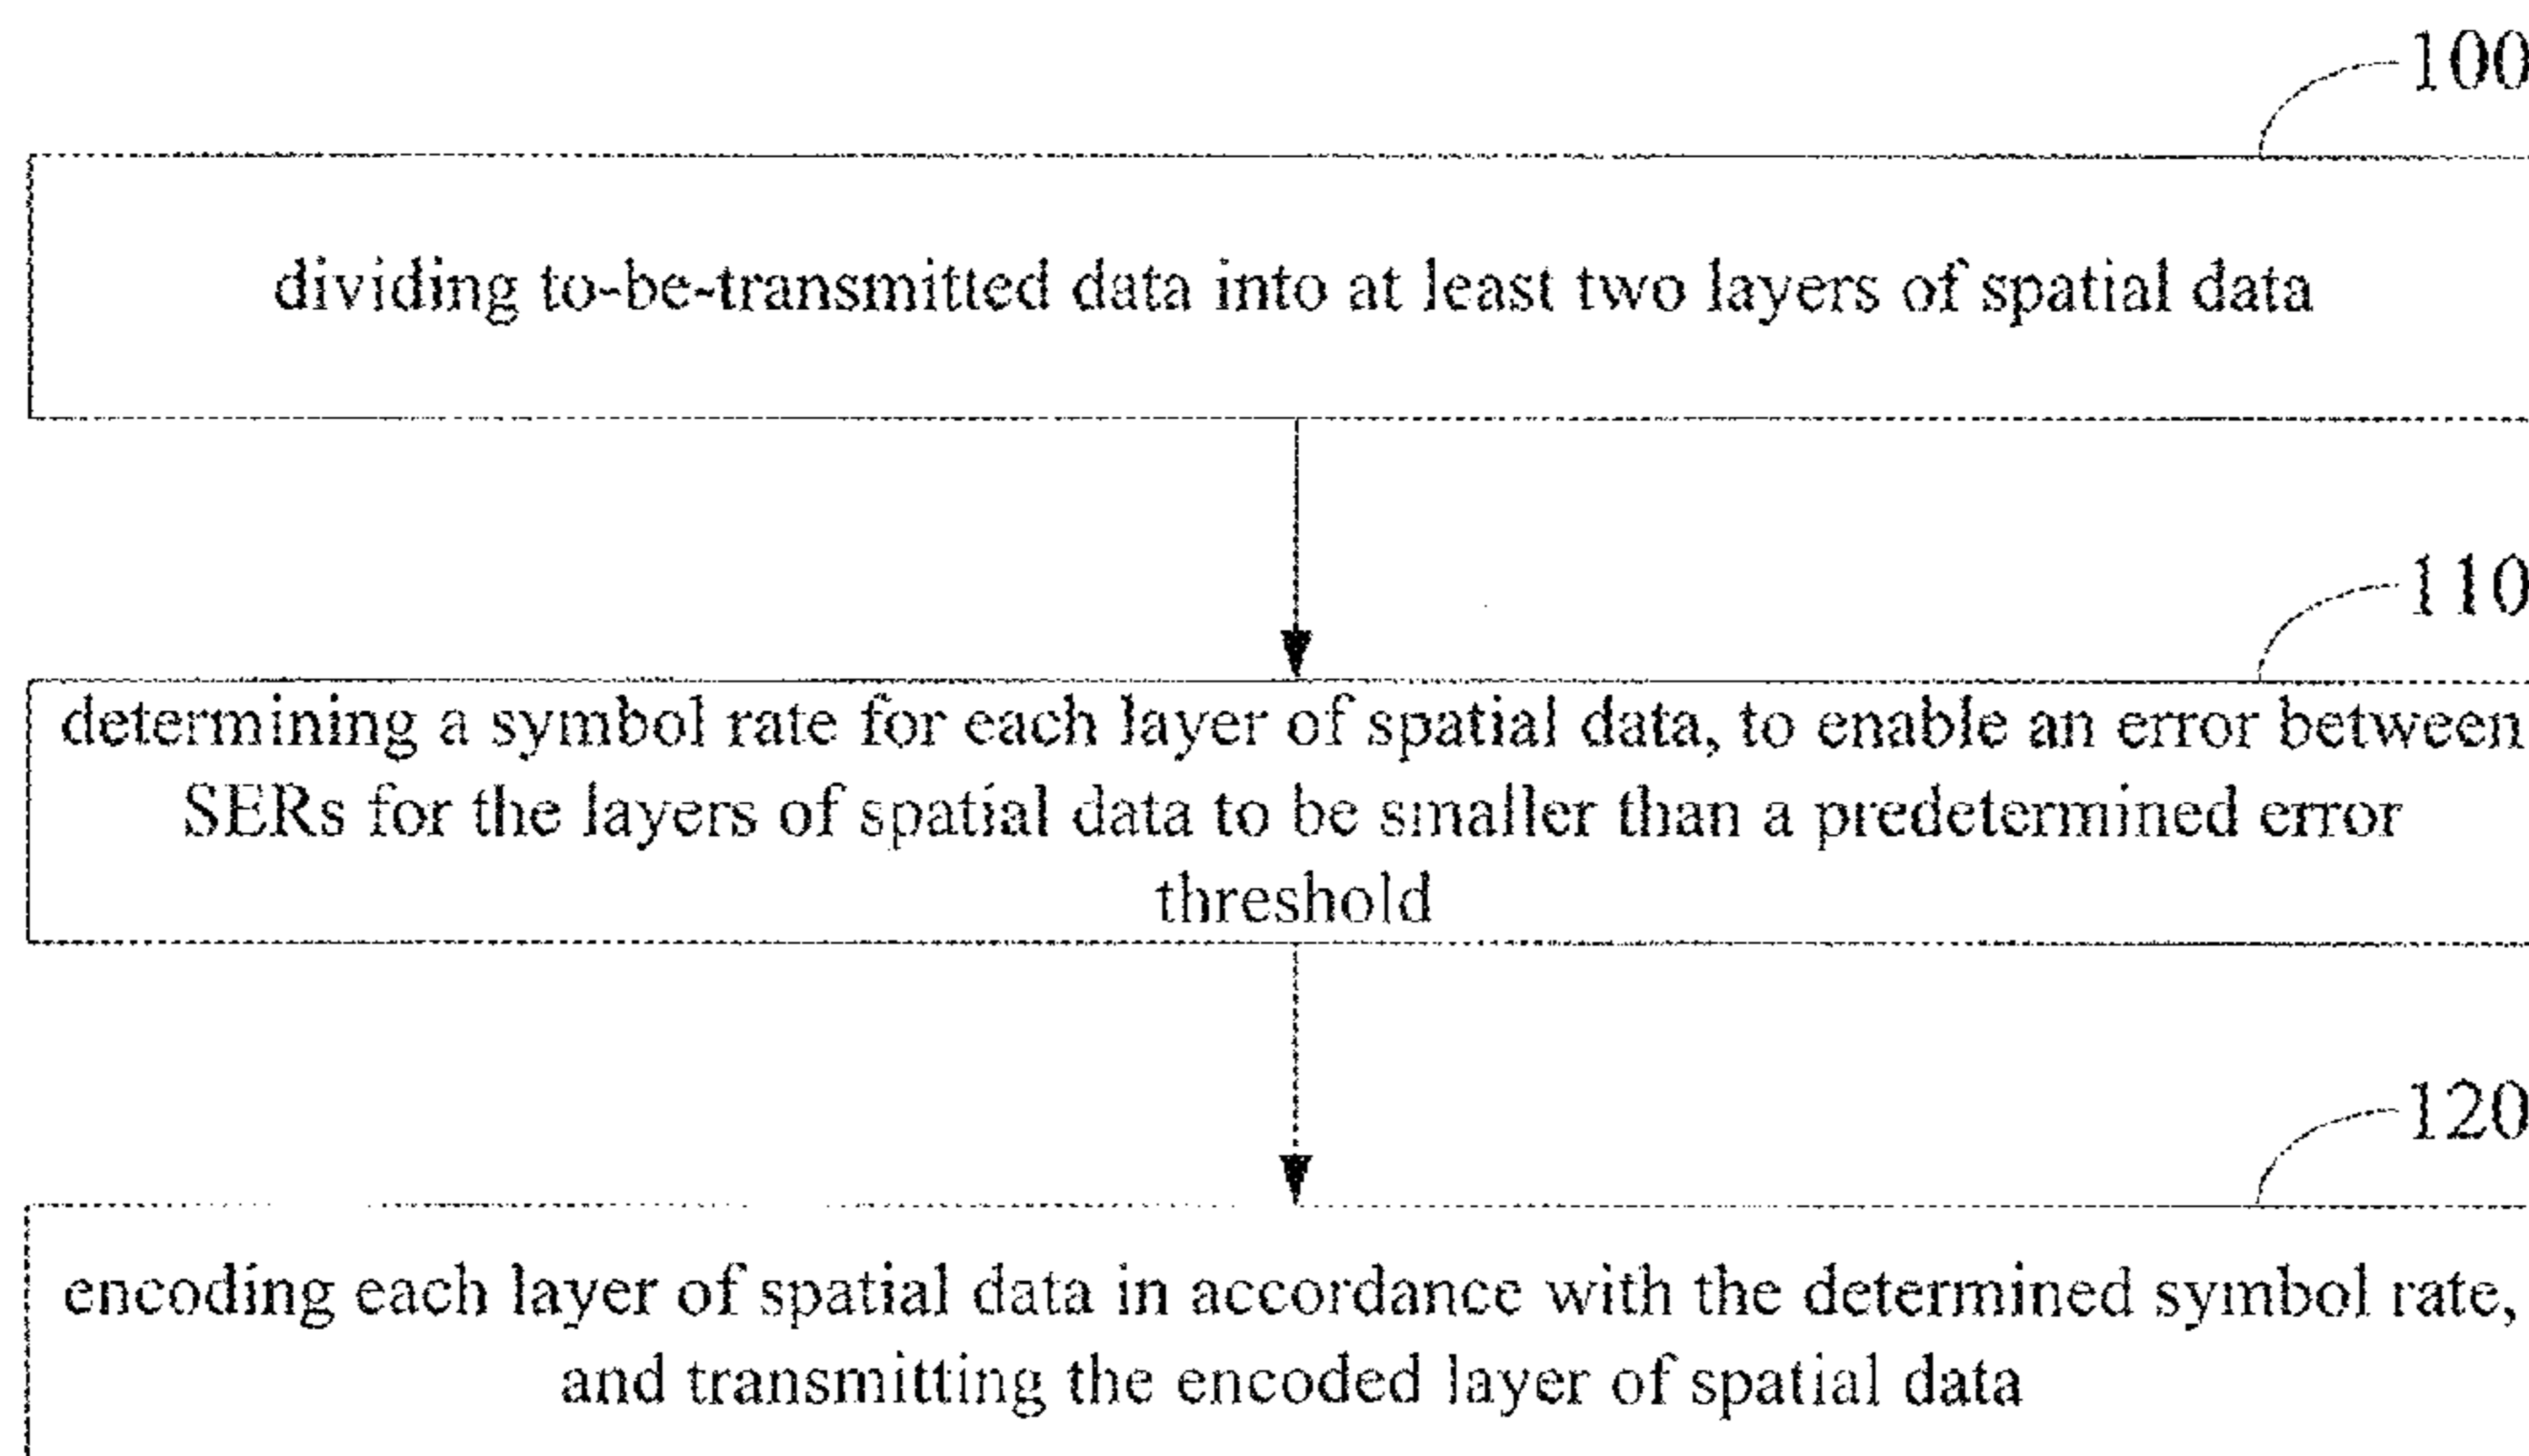 100
dividing to-be-transmitted data into at least two layers of spatial data
110
determining a symbol rate for each layer of spatial data, to enable an error between
SERs for the layers of spatial data to be smaller than a predetermined error
threshold
120
encoding each layer of spatial data in accordance with the determined symbol rate,
and transmitting the encoded layer of spatial data